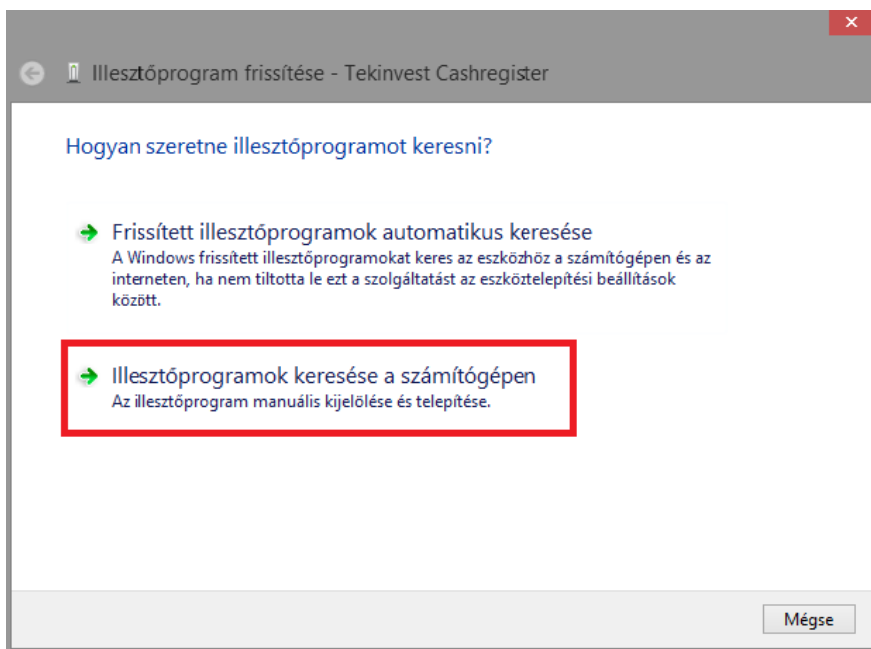 Illesztőprogram frissítése - Tekinvest Cashregister
Hogyan szeretne illesztőprogramot keresni?
Frissített illesztőprogramok automatikus keresése
A Windows frissített illesztőprogramokat keres az eszközhöz a számítógépen és az
interneten, ha nem tiltotta le ezt a szolgáltatást az eszköztelepítési beállítások
között.
Illesztőprogramok keresése a számítógépen
Az illesztőprogram manuális kijelölése és telepítése.
Mégse